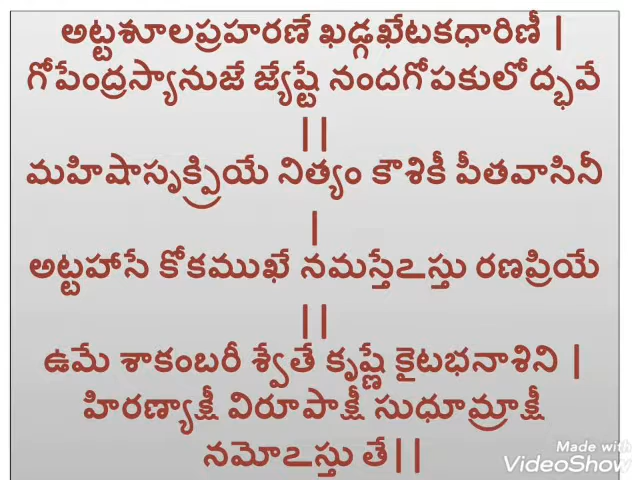 అట్టశూలప్రహరణే ఖడ్గఖేటకధారిణీ |
గోపేంద్రస్యానుజే జ్యేష్టే నందగోపకులోద్భవే
||
మహిషాసృక్ప్రియే నిత్యం కౌశికీ పీతవాసినీ
|
అట్టహాసే కోకముఖే నమస్తేఽస్తు రణప్రియే
||
ఉమే శాకంబరీ శ్వేతే కృష్ణే కైటభనాశిని |
హిరణ్యాక్షీ విరూపాక్షీ సుధూమ్రాక్షీ
నమోఽస్తు తే||
Made with
VideoShow